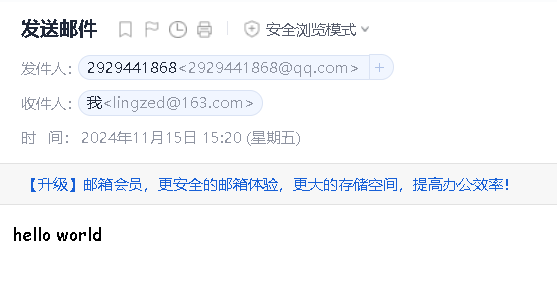 发送邮件 安全浏览模式
发件人: 2929441868<2929441868@qq.com> +
收件人: 我<lingzed@163.com>
时 间: 2024年11月15日 15:20 (星期五)
【升级】邮箱会员，更安全的邮箱体验，更大的存储空间，提高办公效率！
hello world